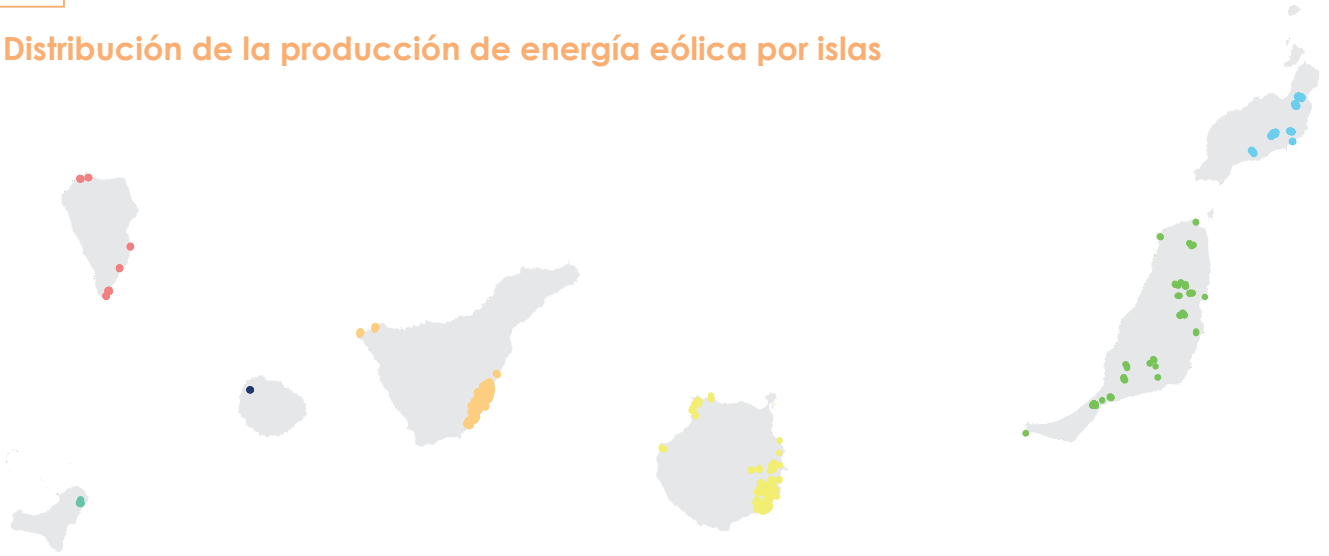 Distribución de la producción de energía eólica por islas